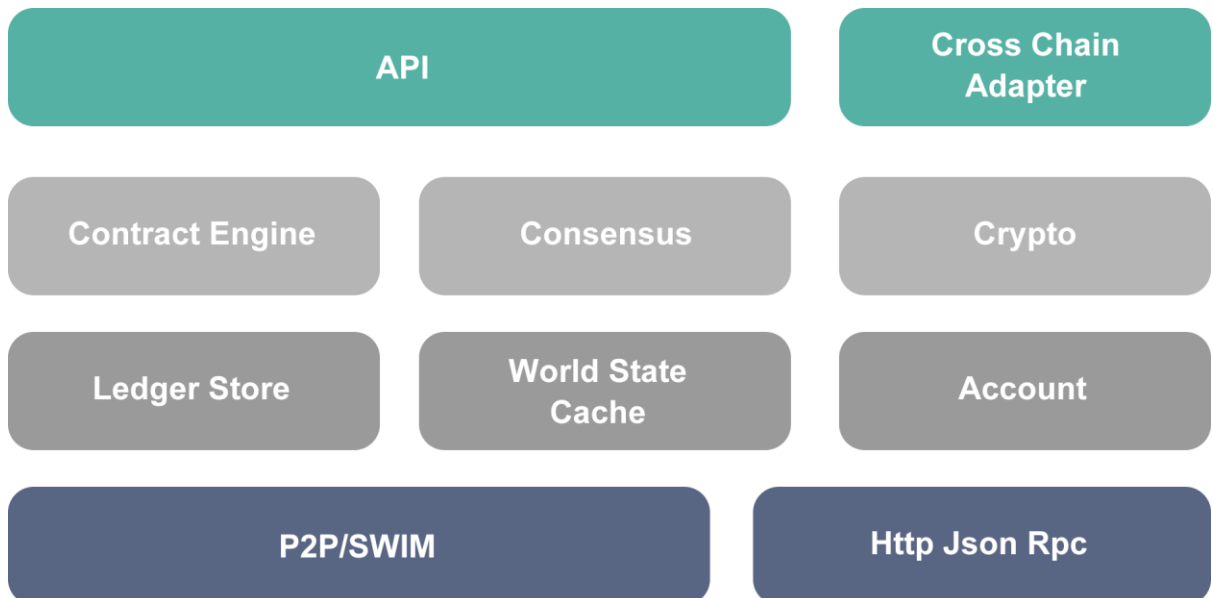 API
Cross Chain
Adapter
Contract Engine
Consensus
Crypto
Ledger Store
World State
Cache
Account
P2P/SWIM
Http Json Rpc